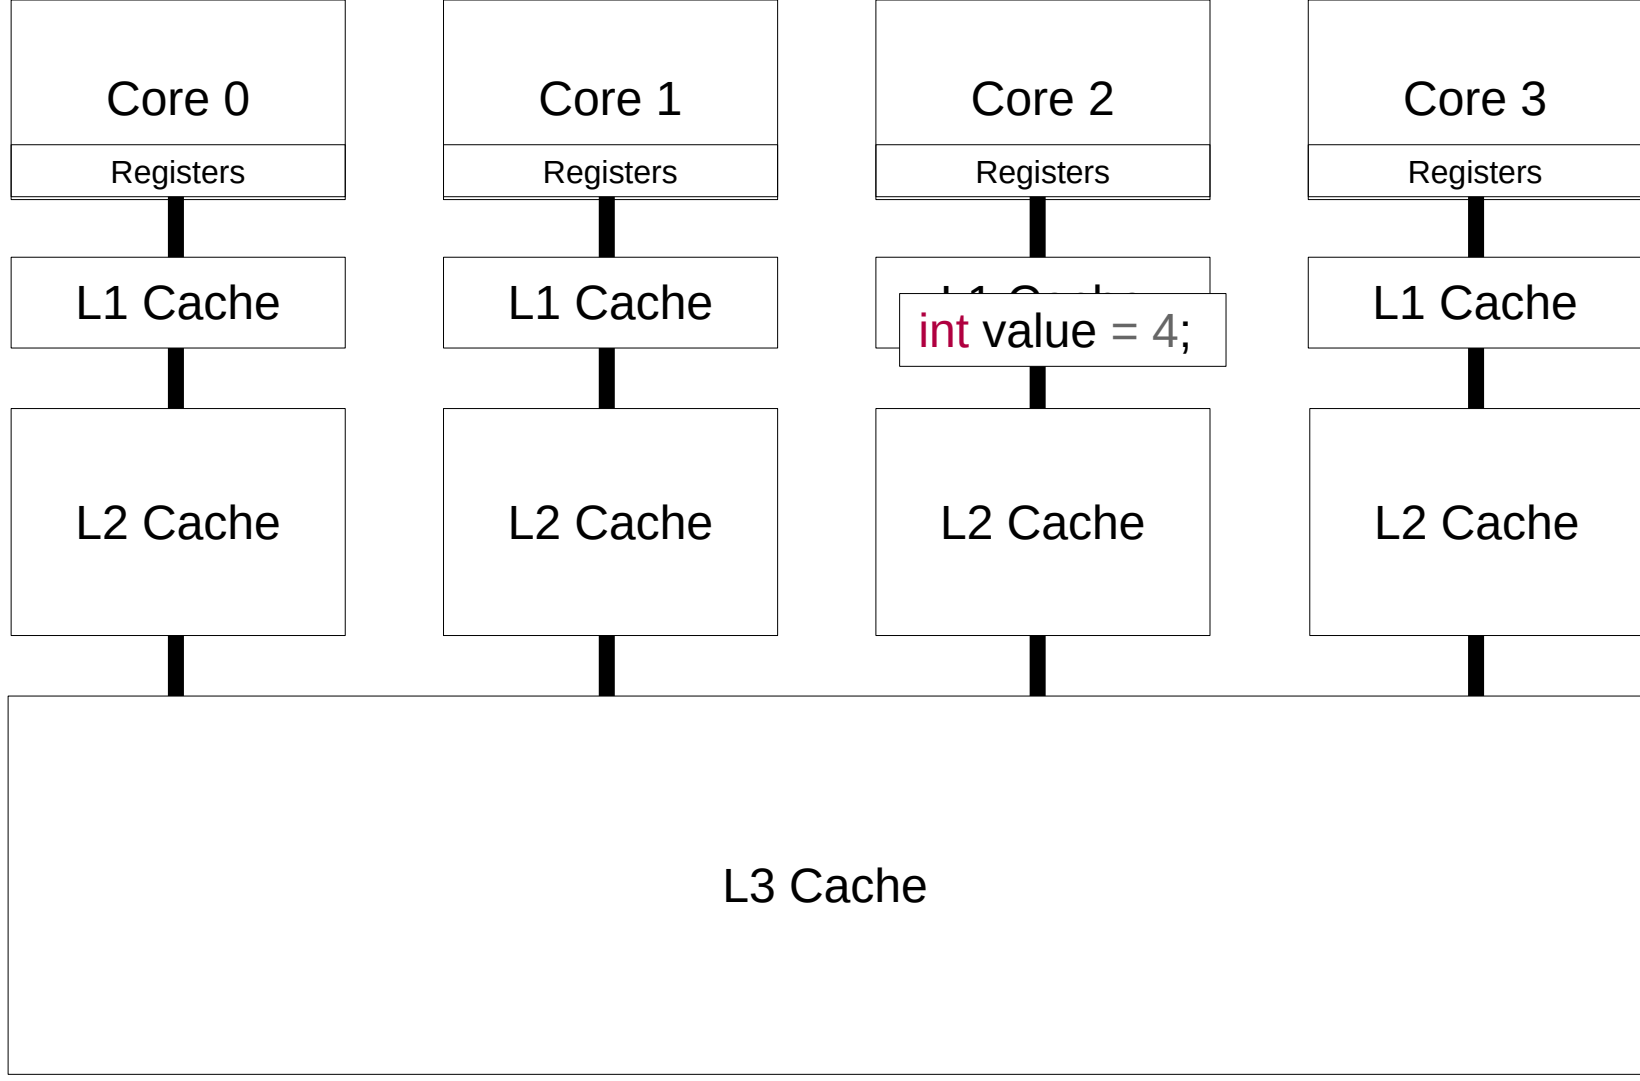 Core 0
Core 1
Core 2
Core 3
Registers
Registers
Registers
Registers
L1 Cache
L1 Cache
L1 Cache
int value = 4;
L2 Cache
L2 Cache
L2 Cache
L2 Cache
L3 Cache